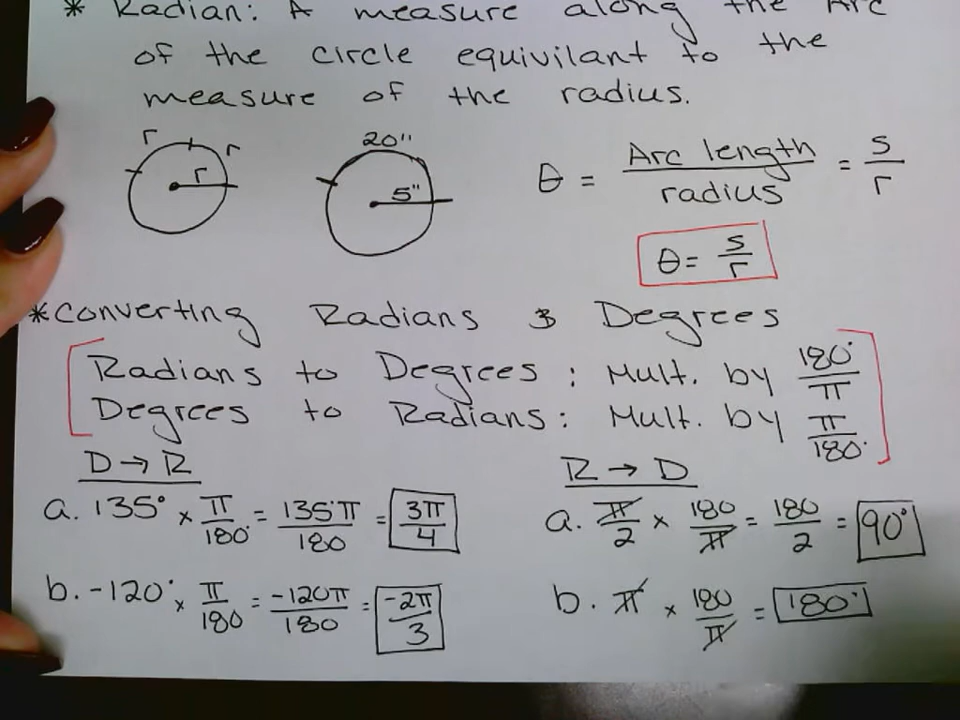 * Radian: A measure along the Arc
of the circle equivilant to the
measure of the radius.
r r r
20"
5"
θ = Arc length / radius = s/r
θ = s/r
*Converting Radians & Degrees
Radians to Degrees: Mult. by 180°/π
Degrees to Radians: Mult. by π/180°
D → R
a. 135° × π/180° = 135°π/180 = 3π/4
b. -120° × π/180 = -120π/180 = -2π/3
R → D
a. π/2 × 180/π = 180/2 = 90°
b. π × 180/π = 180°